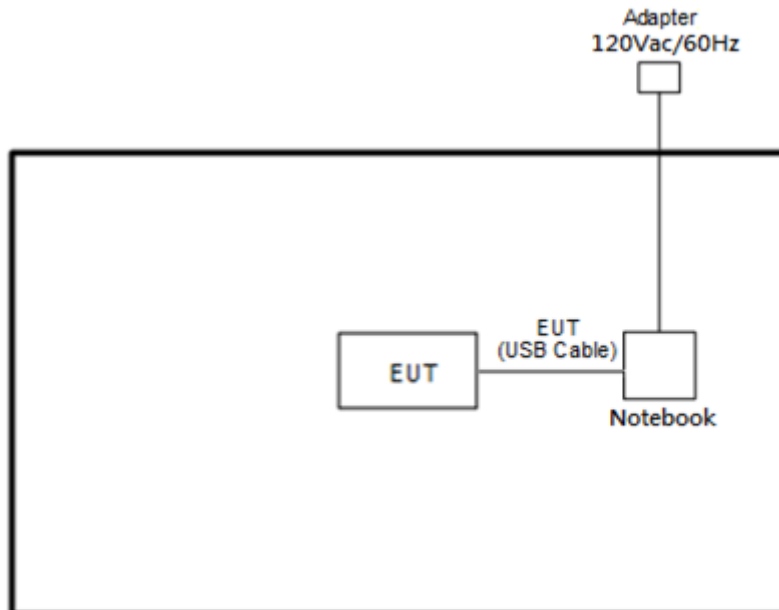 Adapter
120Vac/60Hz
EUT
(USB Cable)
EUT
Notebook